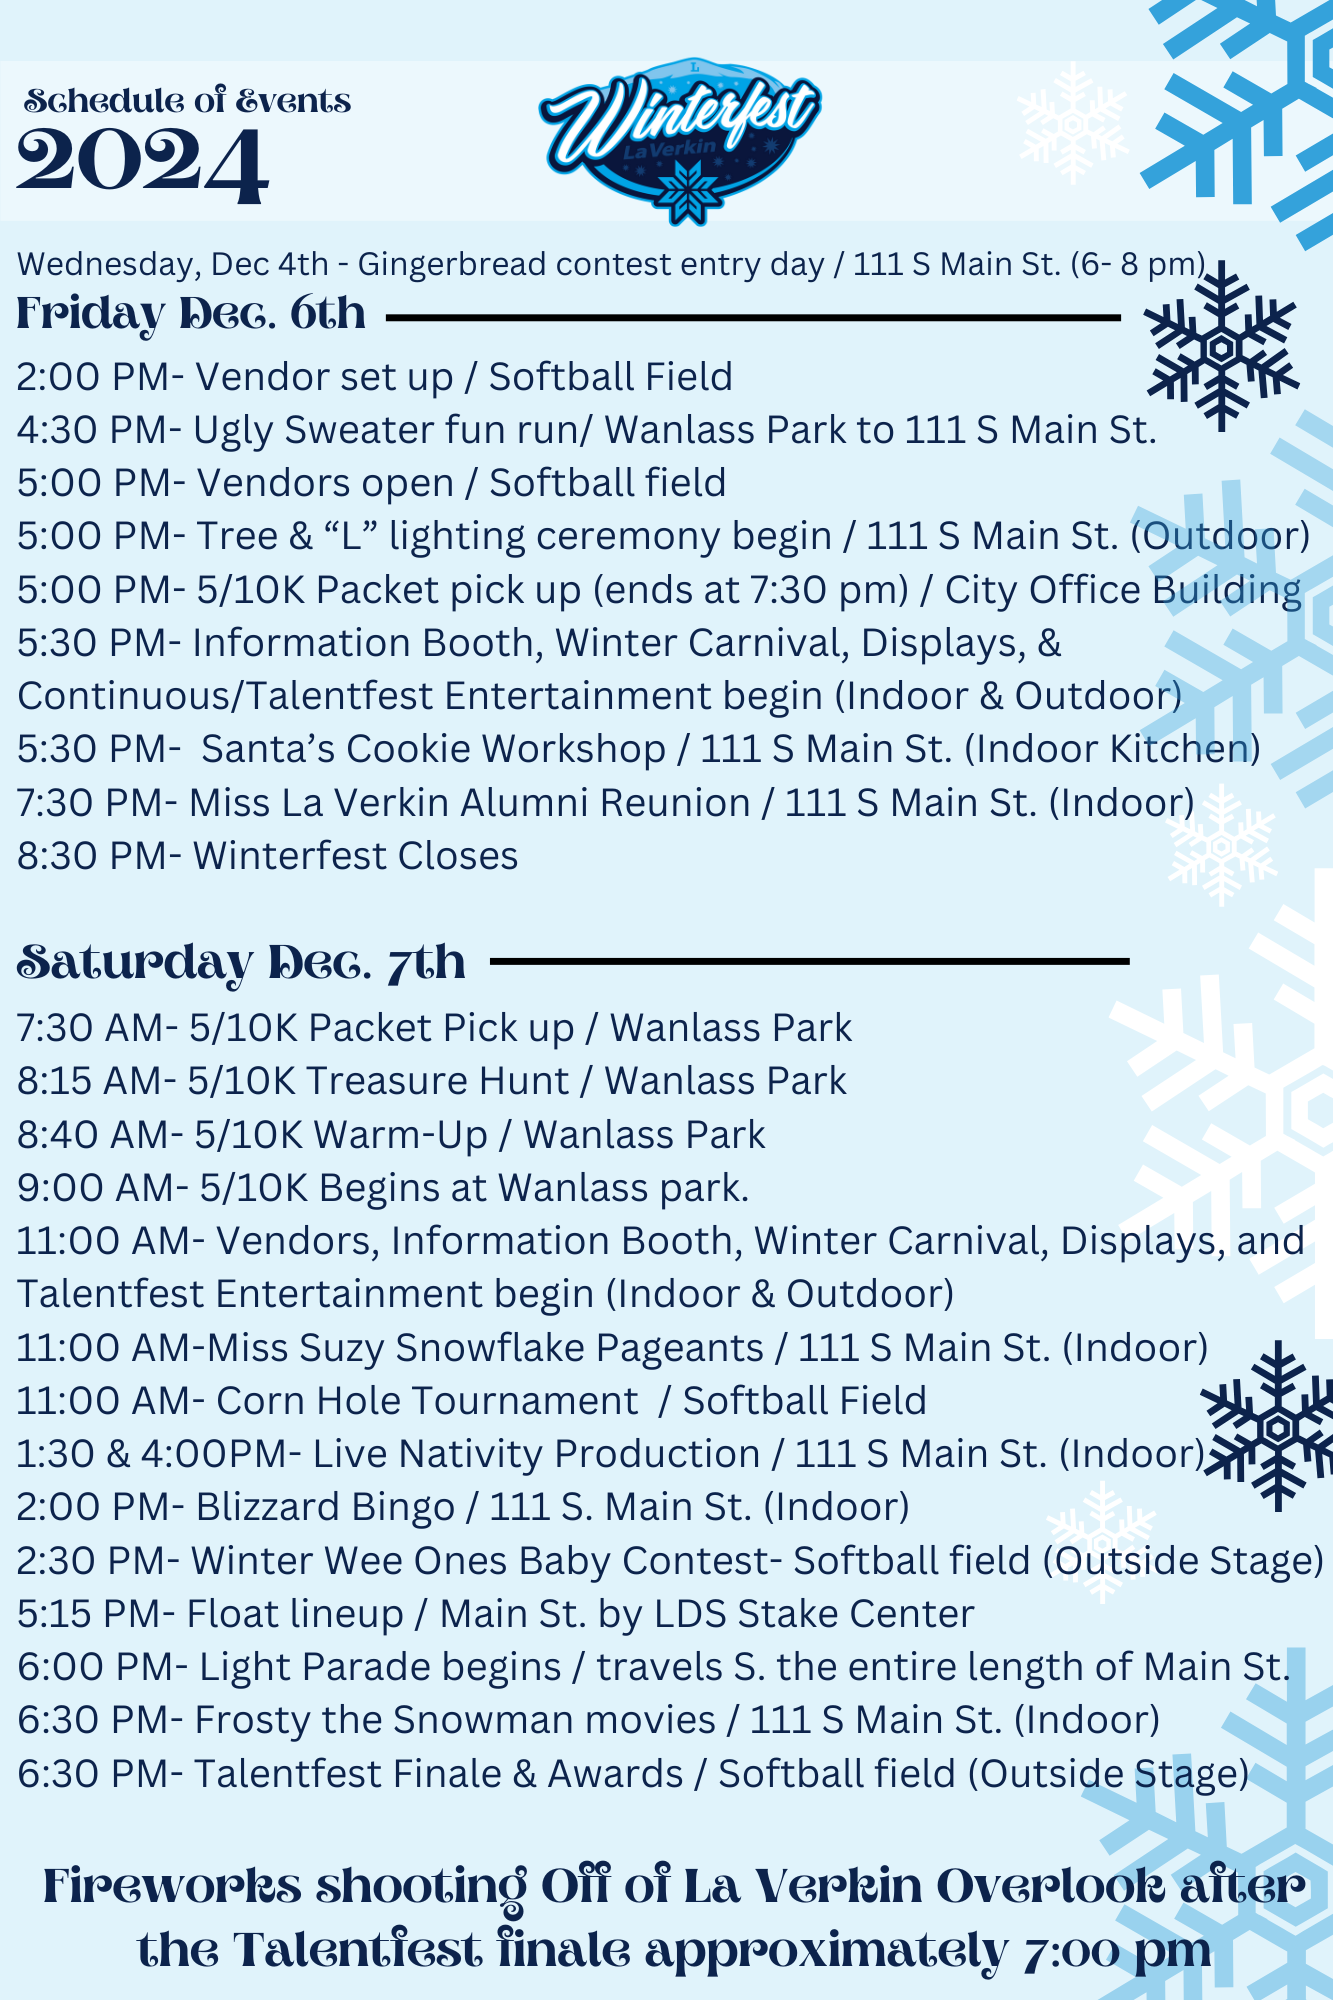 Schedule of Events
2024
L
Winterfest
LaVerkin
Wednesday, Dec 4th - Gingerbread contest entry day / 111 S Main St. (6- 8 pm)
Friday Dec. 6th
2:00 PM- Vendor set up / Softball Field
4:30 PM- Ugly Sweater fun run/ Wanlass Park to 111 S Main St.
5:00 PM- Vendors open / Softball field
5:00 PM- Tree & “L” lighting ceremony begin / 111 S Main St. (Outdoor)
5:00 PM- 5/10K Packet pick up (ends at 7:30 pm) / City Office Building
5:30 PM- Information Booth, Winter Carnival, Displays, &
Continuous/Talentfest Entertainment begin (Indoor & Outdoor)
5:30 PM-  Santa’s Cookie Workshop / 111 S Main St. (Indoor Kitchen)
7:30 PM- Miss La Verkin Alumni Reunion / 111 S Main St. (Indoor)
8:30 PM- Winterfest Closes
Saturday Dec. 7th
7:30 AM- 5/10K Packet Pick up / Wanlass Park
8:15 AM- 5/10K Treasure Hunt / Wanlass Park
8:40 AM- 5/10K Warm-Up / Wanlass Park
9:00 AM- 5/10K Begins at Wanlass park.
11:00 AM- Vendors, Information Booth, Winter Carnival, Displays, and
Talentfest Entertainment begin (Indoor & Outdoor)
11:00 AM-Miss Suzy Snowflake Pageants / 111 S Main St. (Indoor)
11:00 AM- Corn Hole Tournament  / Softball Field
1:30 & 4:00PM- Live Nativity Production / 111 S Main St. (Indoor)
2:00 PM- Blizzard Bingo / 111 S. Main St. (Indoor)
2:30 PM- Winter Wee Ones Baby Contest- Softball field (Outside Stage)
5:15 PM- Float lineup / Main St. by LDS Stake Center
6:00 PM- Light Parade begins / travels S. the entire length of Main St.
6:30 PM- Frosty the Snowman movies / 111 S Main St. (Indoor)
6:30 PM- Talentfest Finale & Awards / Softball field (Outside Stage)
Fireworks shooting Off of La Verkin Overlook after
the Talentfest finale approximately 7:00 pm